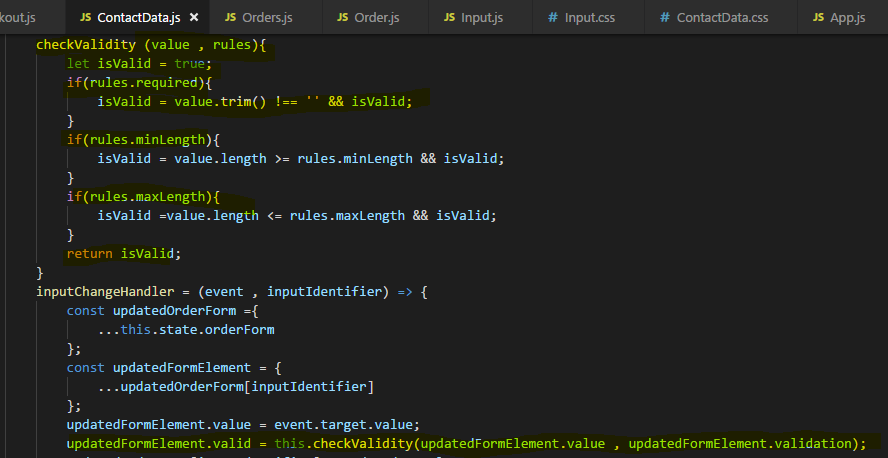 kout.js
JS ContactData.js ×
JS Orders.js
JS Order.js
JS Input.js
# Input.css
# ContactData.css
JS App.js
checkValidity (value , rules){
let isValid = true;
if(rules.required){
isValid = value.trim() !== '' && isValid;
}
if(rules.minLength){
isValid = value.length >= rules.minLength && isValid;
}
if(rules.maxLength){
isValid =value.length <= rules.maxLength && isValid;
}
return isValid;
}
inputChangeHandler = (event , inputIdentifier) => {
const updatedOrderForm ={
...this.state.orderForm
};
const updatedFormElement = {
...updatedOrderForm[inputIdentifier]
};
updatedFormElement.value = event.target.value;
updatedFormElement.valid = this.checkValidity(updatedFormElement.value , updatedFormElement.validation);